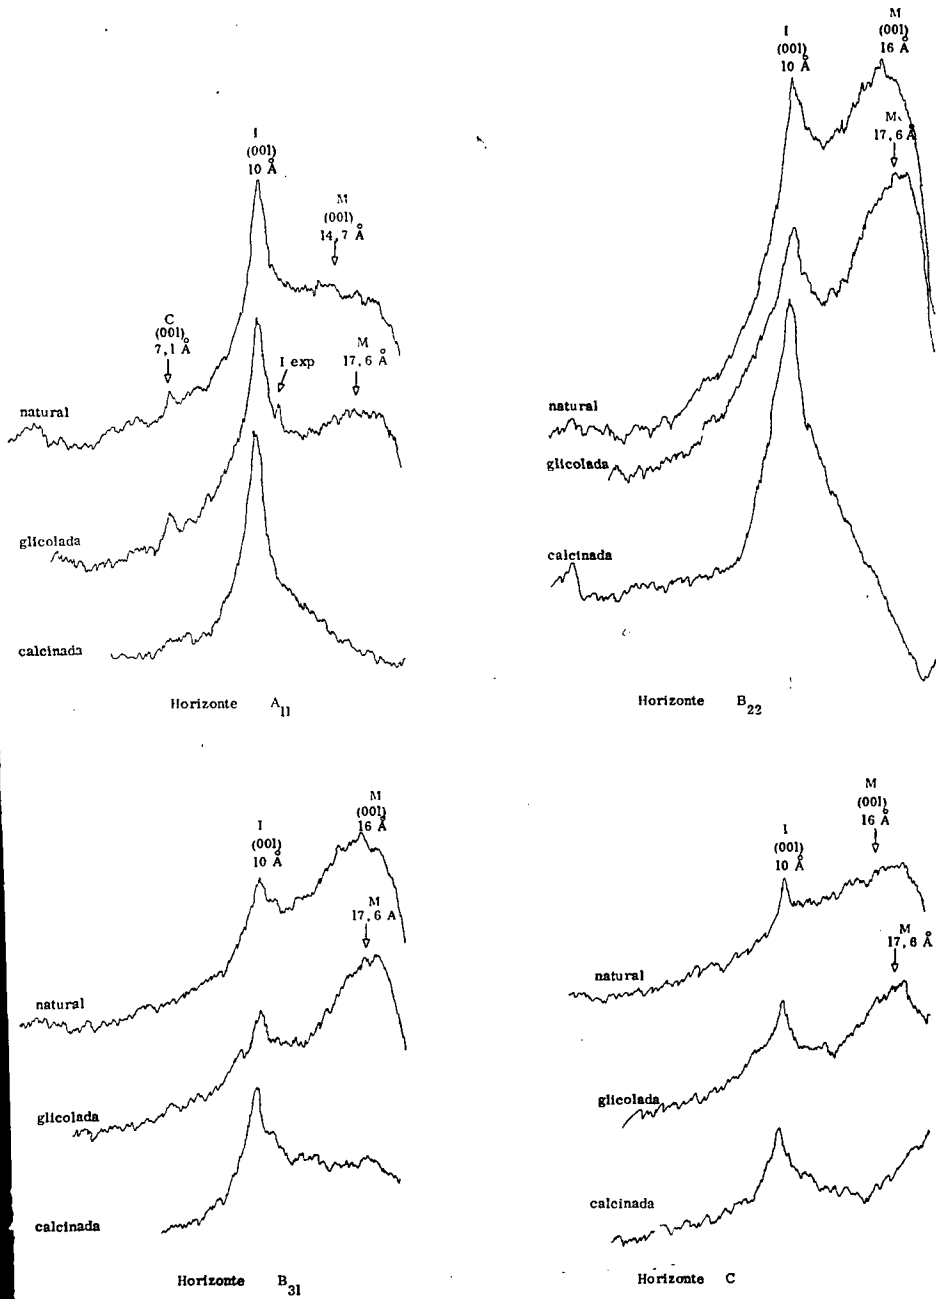 I
(001)
10 Å
M
(001)
14,7 Å
C
(001)
7,1 Å
I exp
M
17,6 Å
natural
glicolada
calcinada
Horizonte A11
I
(001)
10 Å
M
(001)
16 Å
M
17,6 Å
natural
glicolada
calcinada
Horizonte B22
I
(001)
10 Å
M
(001)
16 Å
M
17,6 A
natural
glicolada
calcinada
Horizonte B31
I
(001)
10 Å
M
(001)
16 Å
M
17,6 Å
natural
glicolada
calcinada
Horizonte C